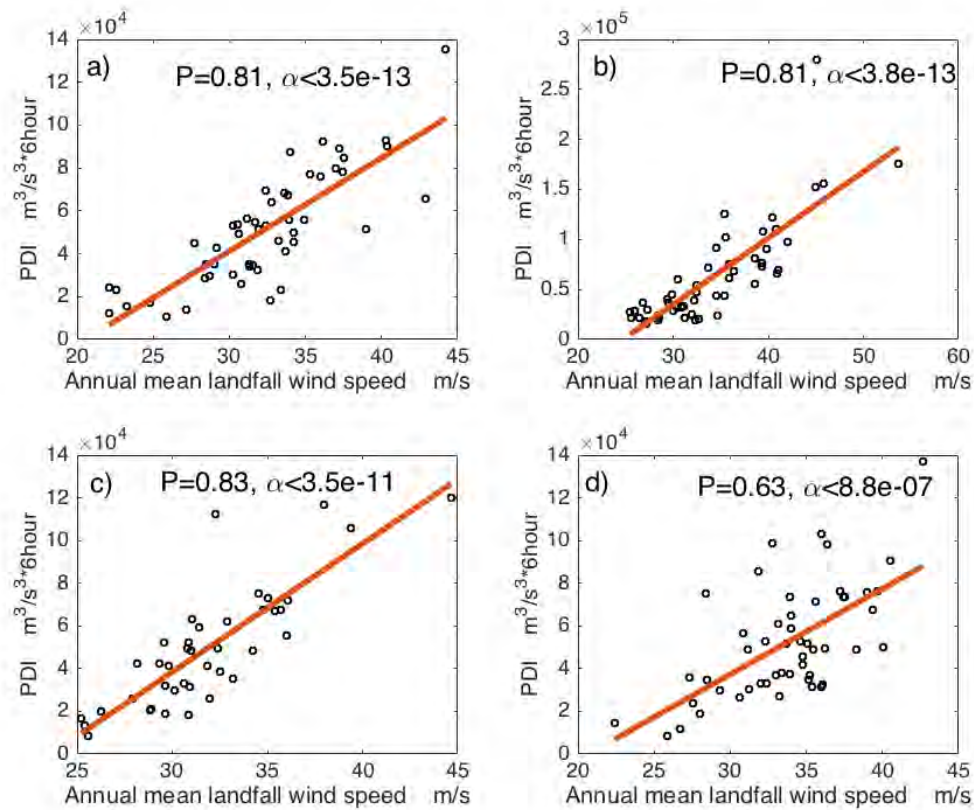 ×10⁴
14
a)
P=0.81, α<3.5e-13
12
10
8
6
4
2
0
PDI m³/s³*6hour
20 25 30 35 40 45
Annual mean landfall wind speed m/s
×10⁵
3
b)
P=0.81, α<3.8e-13
2.5
2
1.5
1
0.5
0
PDI m³/s³*6hour
20 30 40 50 60
Annual mean landfall wind speed m/s
×10⁴
14
c)
P=0.83, α<3.5e-11
12
10
8
6
4
2
0
PDI m³/s³*6hour
25 30 35 40 45
Annual mean landfall wind speed m/s
×10⁴
14
d)
P=0.63, α<8.8e-07
12
10
8
6
4
2
0
PDI m³/s³*6hour
20 25 30 35 40 45
Annual mean landfall wind speed m/s